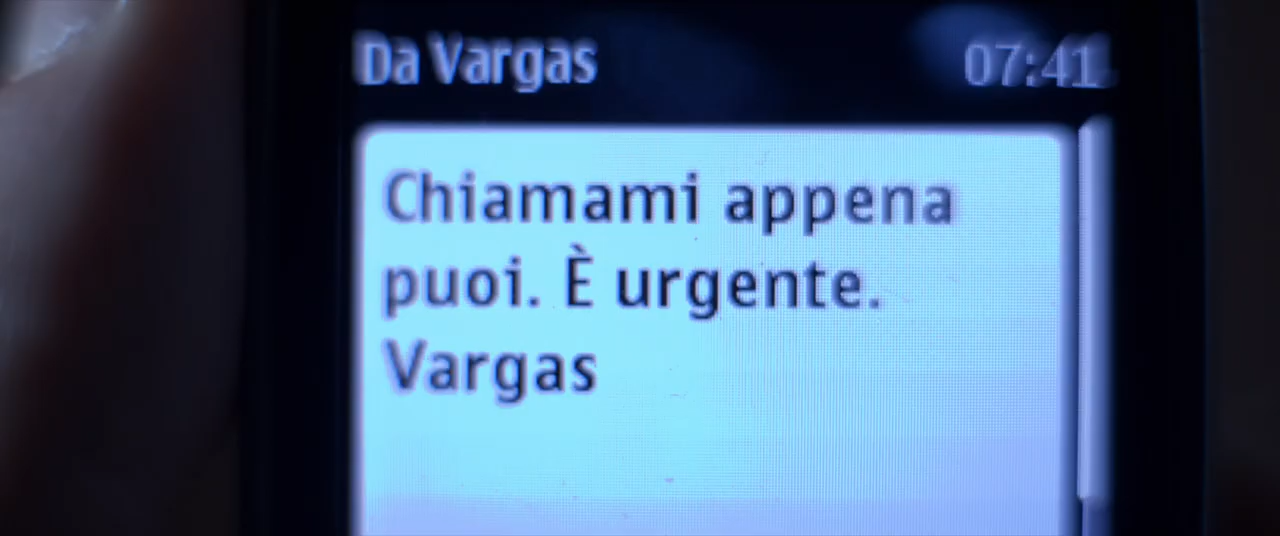 Da Vargas 07:41
Chiamami appena
puoi. È urgente.
Vargas